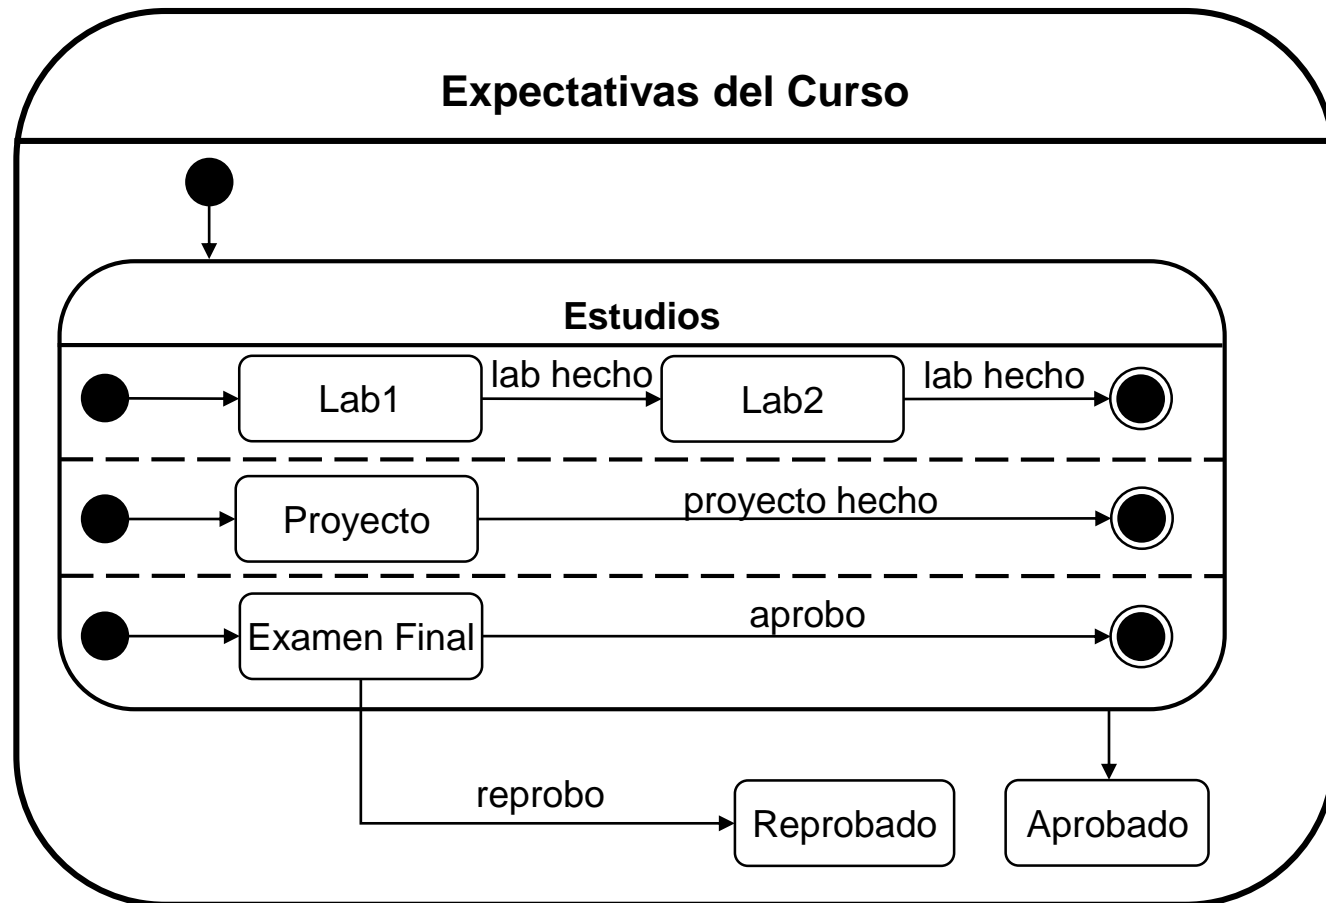 Expectativas del Curso
Estudios
Lab1
lab hecho
Lab2
lab hecho
Proyecto
proyecto hecho
Examen Final
aprobo
reprobo
Reprobado
Aprobado